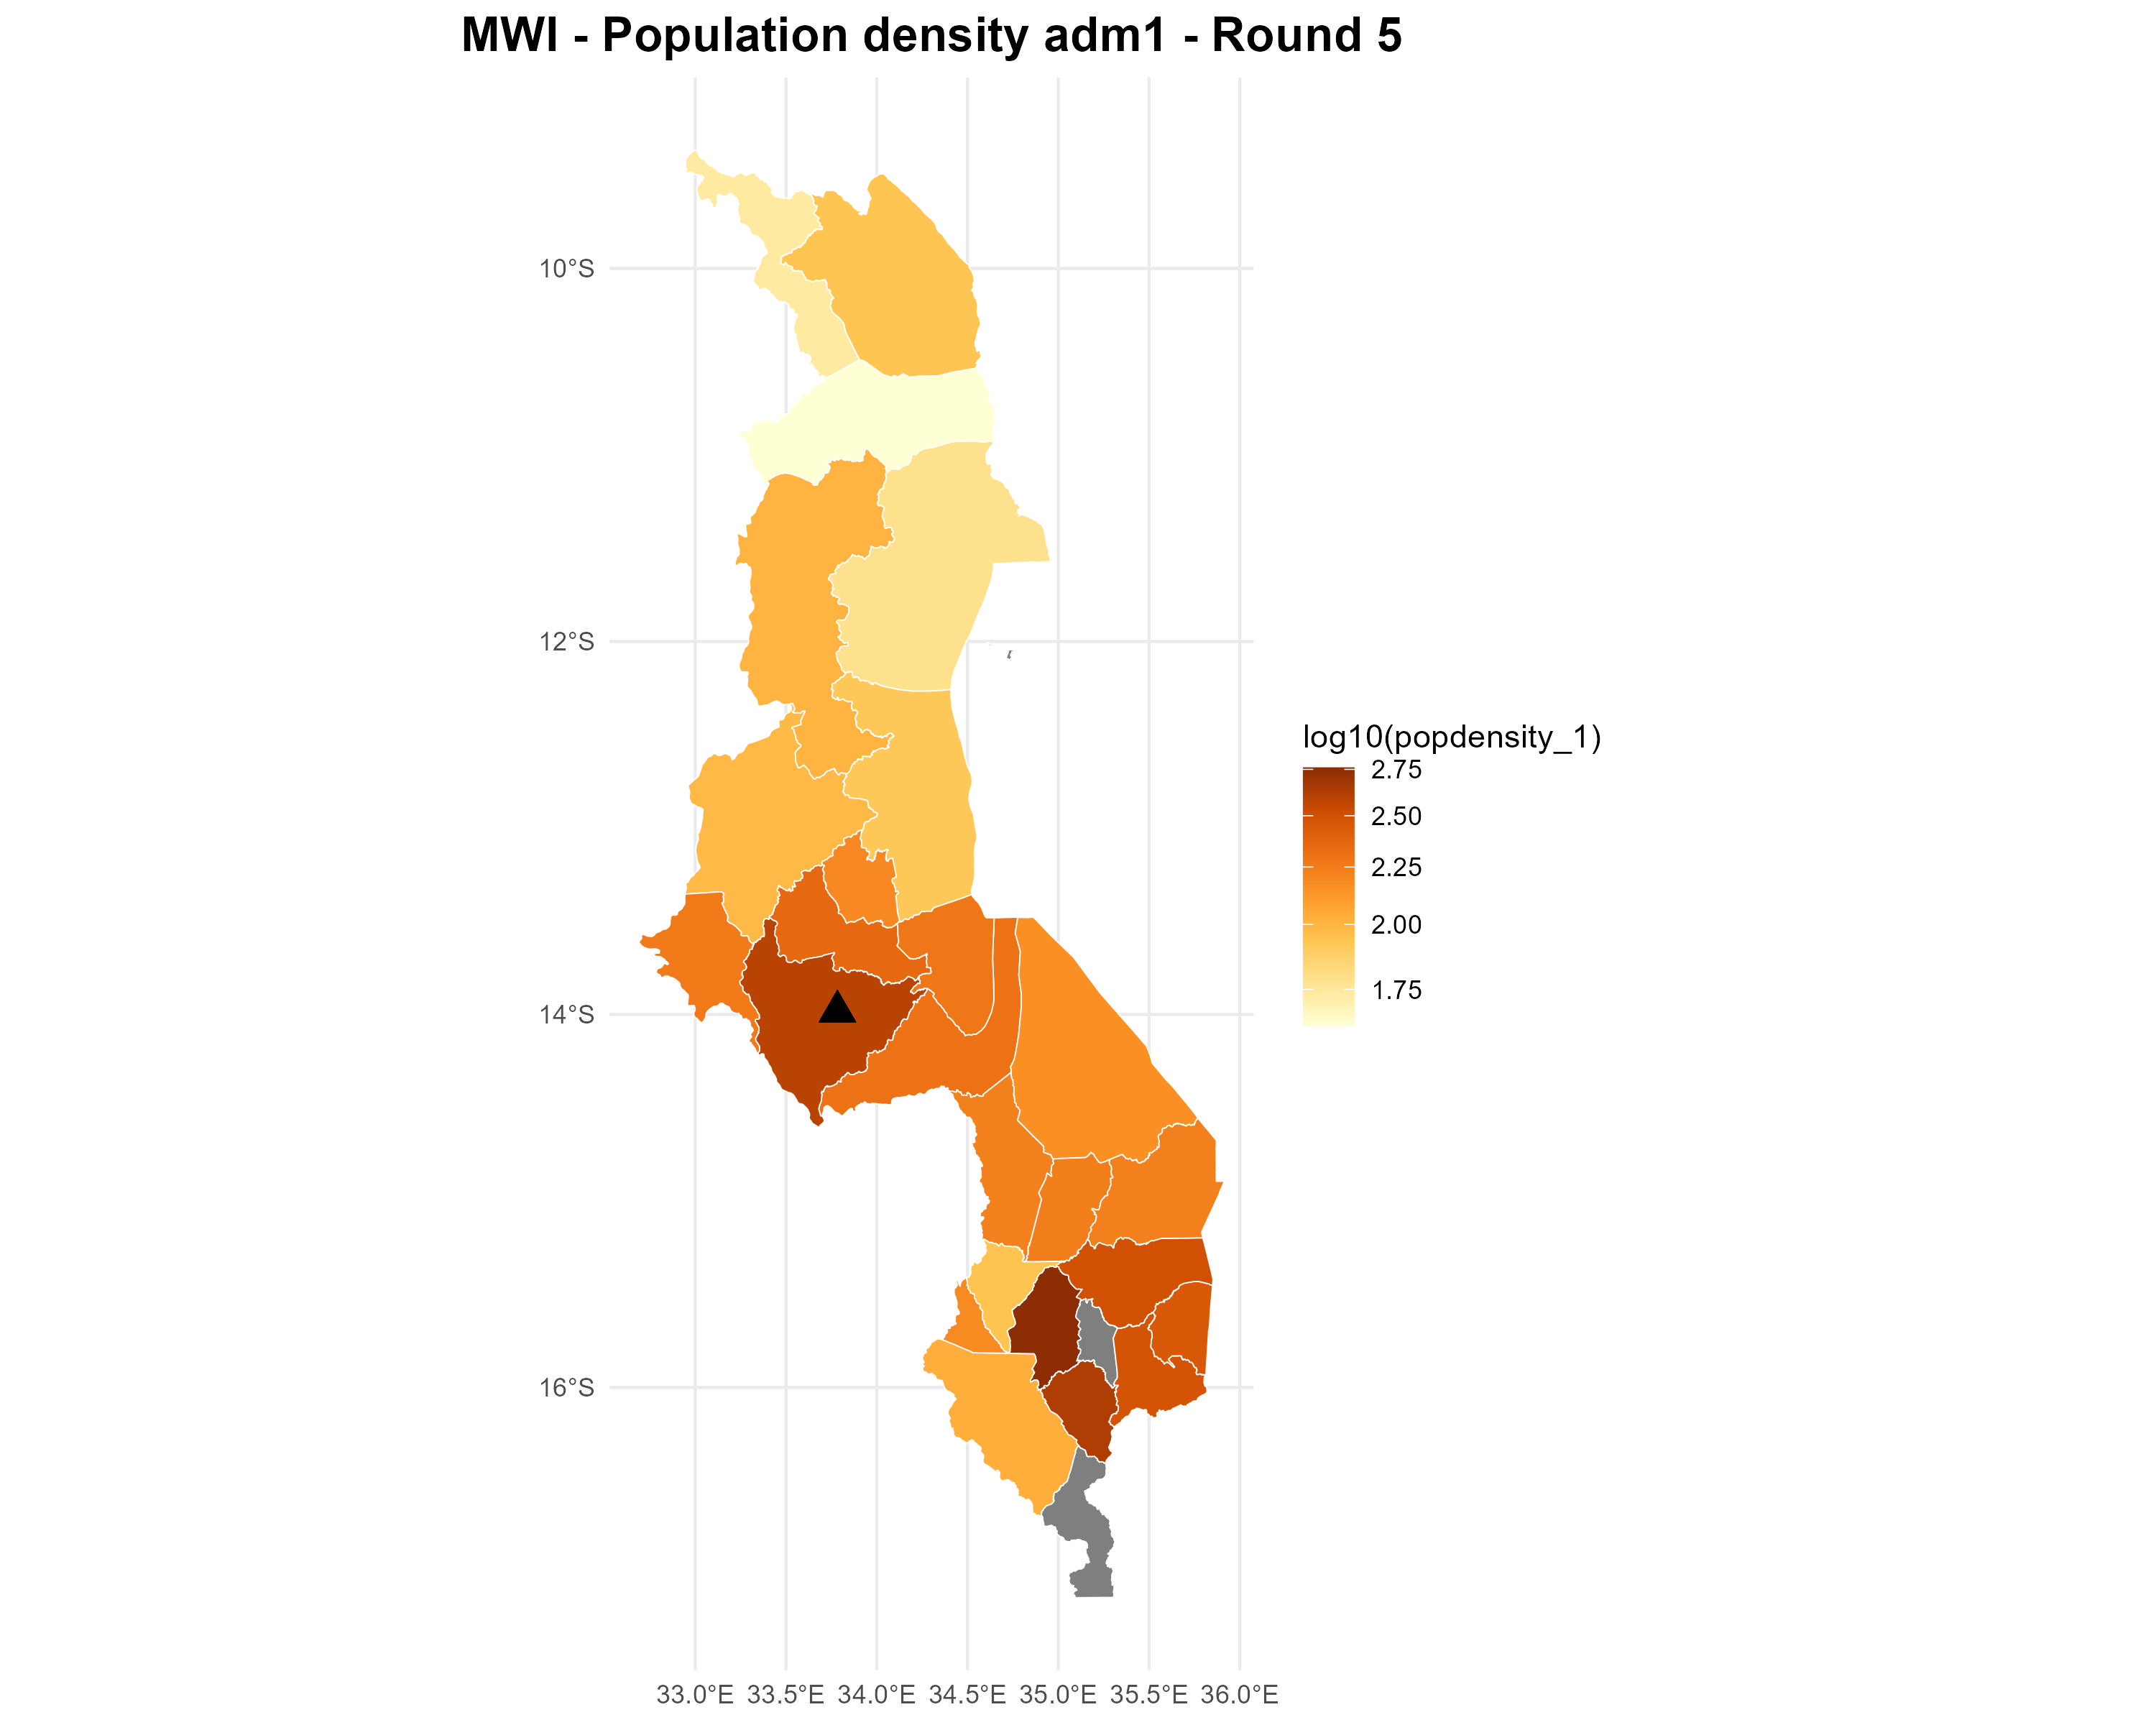 MWI - Population density adm1 - Round 5
10°S
12°S
14°S
16°S
33.0°E 33.5°E 34.0°E 34.5°E 35.0°E 35.5°E 36.0°E
log10(popdensity_1)
2.75
2.50
2.25
2.00
1.75